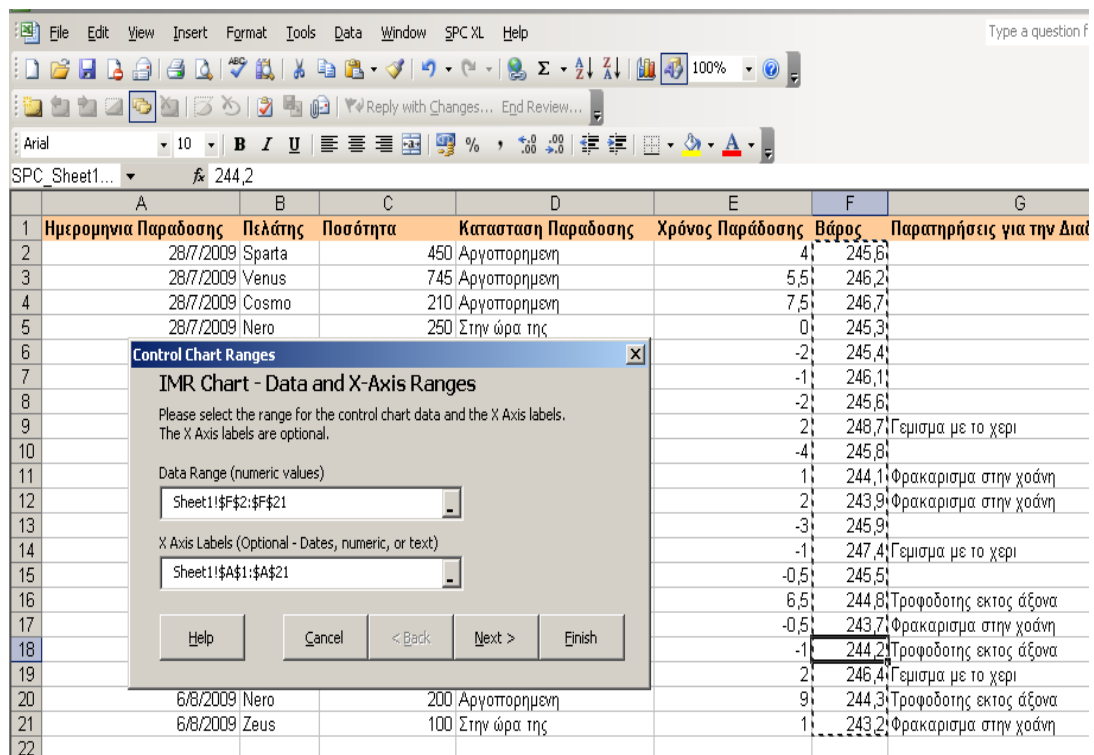 File Edit View Insert Format Tools Data Window SPC XL Help Type a question f
100%
Reply with Changes... End Review...
Arial 10 B I U
SPC_Sheet1... fx 244,2
A B C D E F G
1 Ημερομηνια Παραδοσης Πελάτης Ποσότητα Κατασταση Παραδοσης Χρόνος Παράδοσης Βάρος Παρατηρήσεις για την Διαδ
2 28/7/2009 Sparta 450 Αργοπορημενη 4 245,6
3 28/7/2009 Venus 745 Αργοπορημενη 5,5 246,2
4 28/7/2009 Cosmo 210 Αργοπορημενη 7,5 246,7
5 28/7/2009 Nero 250 Στην ώρα της 0 245,3
6 -2 245,4
7 -1 246,1
8 -2 245,6
9 2 248,7 Γεμισμα με το χερι
10 -4 245,8
11 1 244,1 Φρακαρισμα στην χοάνη
12 2 243,9 Φρακαρισμα στην χοάνη
13 -3 245,9
14 -1 247,4 Γεμισμα με το χερι
15 -0,5 245,5
16 6,5 244,8 Τροφοδοτης εκτος άξονα
17 -0,5 243,7 Φρακαρισμα στην χοάνη
18 -1 244,2 Τροφοδοτης εκτος άξονα
19 2 246,4 Γεμισμα με το χερι
20 6/8/2009 Nero 200 Αργοπορημενη 9 244,3 Τροφοδοτης εκτος άξονα
21 6/8/2009 Zeus 100 Στην ώρα της 1 243,2 Φρακαρισμα στην χοάνη
22
Control Chart Ranges
IMR Chart - Data and X-Axis Ranges
Please select the range for the control chart data and the X Axis labels.
The X Axis labels are optional.
Data Range (numeric values)
Sheet1!$F$2:$F$21
X Axis Labels (Optional - Dates, numeric, or text)
Sheet1!$A$1:$A$21
Help Cancel < Back Next > Finish